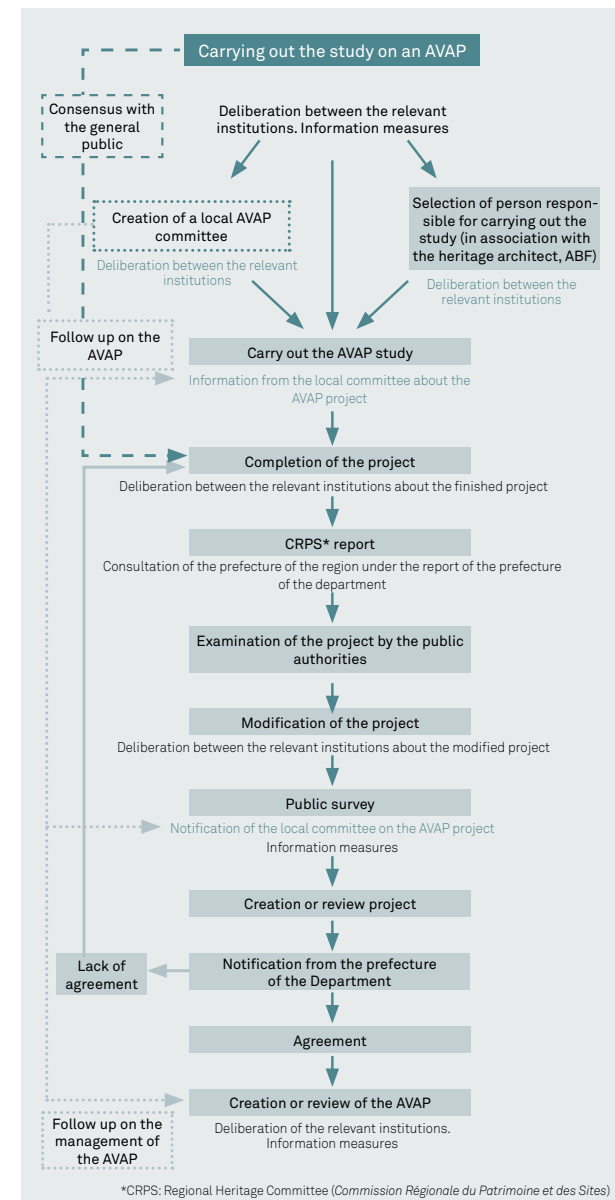 Carrying out the study on an AVAP
Consensus with
the general
public
Deliberation between the relevant
institutions. Information measures
Creation of a local AVAP
committee
Deliberation between the relevant
institutions
Selection of person respon-
sible for carrying out the
study (in association with
the heritage architect, ABF)
Deliberation between the
relevant institutions
Follow up on the
AVAP
Carry out the AVAP study
Information from the local committee about the
AVAP project
Completion of the project
Deliberation between the relevant institutions about the finished project
CRPS* report
Consultation of the prefecture of the region under the report of the prefecture
of the department
Examination of the project by the public
authorities
Modification of the project
Deliberation between the relevant institutions about the modified project
Public survey
Notification of the local committee on the AVAP project
Information measures
Creation or review project
Lack of
agreement
Notification from the prefecture
of the Department
Agreement
Creation or review of the AVAP
Deliberation of the relevant institutions.
Information measures
Follow up on the
management of
the AVAP
*CRPS: Regional Heritage Committee (Commission Régionale du Patrimoine et des Sites)